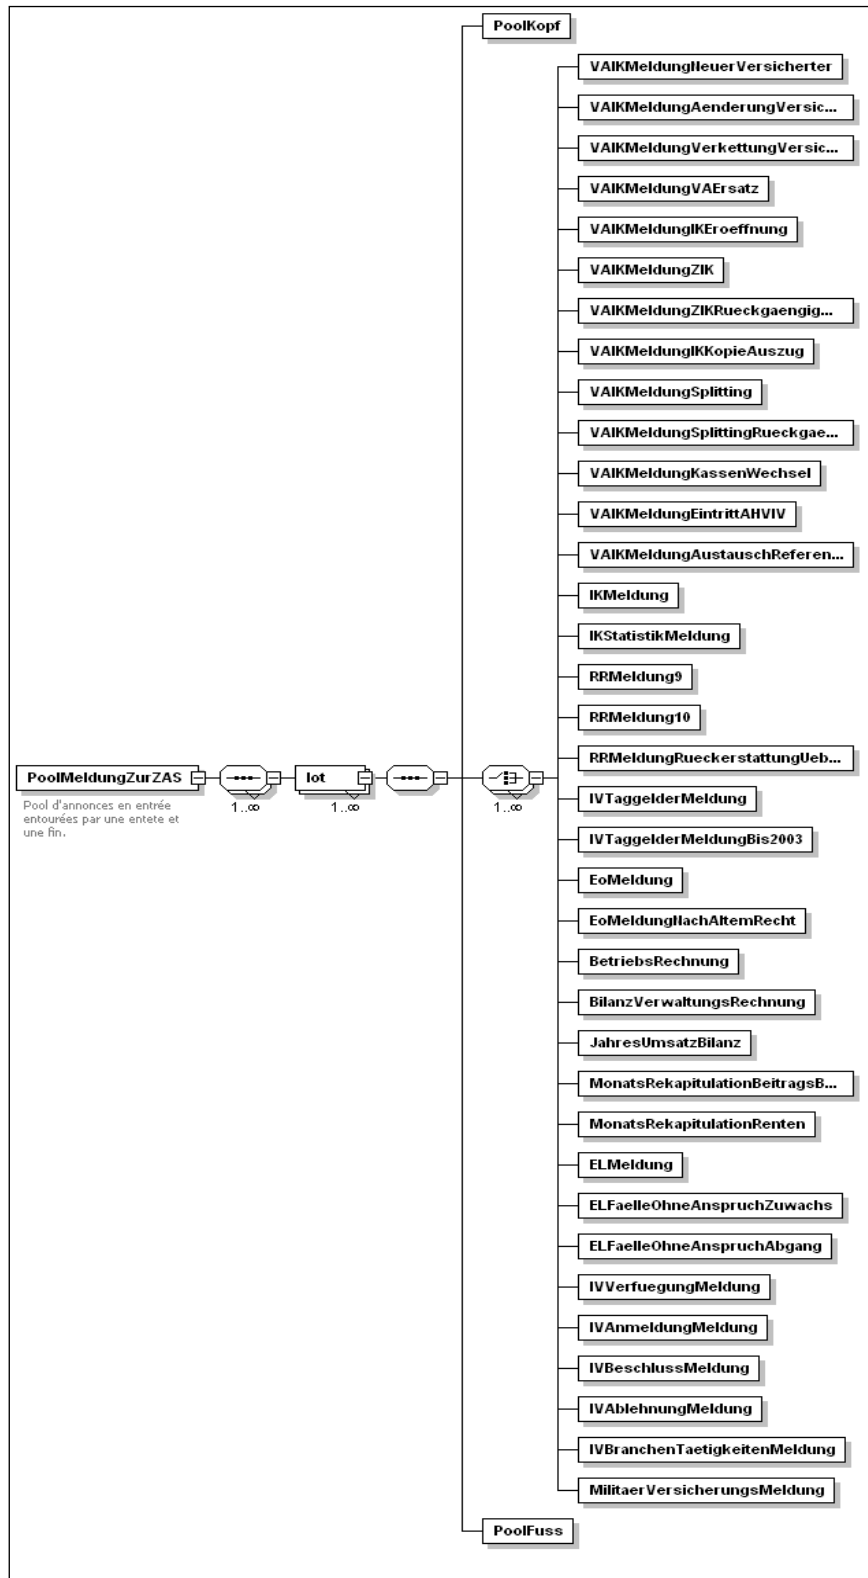 PoolKopf
VAIKMeldungNeuerVersicherter
VAIKMeldungAenderungVersic...
VAIKMeldungVerkettungVersic...
VAIKMeldungVAErsatz
VAIKMeldungIKEroeffnung
VAIKMeldungZIK
VAIKMeldungZIKRueckgaengig...
VAIKMeldungIKKopieAuszug
VAIKMeldungSplitting
VAIKMeldungSplittingRueckgae...
VAIKMeldungKassenWechsel
VAIKMeldungEintrittAHVIV
VAIKMeldungAustauschReferen...
IKMeldung
IKStatistikMeldung
RRMeldung9
RRMeldung10
RRMeldungRueckerstattungUeb...
PoolMeldungZurZAS
lot
Pool d'annonces en entrée
entourées par une entete et
une fin.
1..∞
1..∞
1..∞
IVTaggelderMeldung
IVTaggelderMeldungBis2003
EoMeldung
EoMeldungNachAltemRecht
BetriebsRechnung
BilanzVerwaltungsRechnung
JahresUmsatzBilanz
MonatsRekapitulationBeitragsB...
MonatsRekapitulationRenten
ELMeldung
ELFaelleOhneAnspruchZuwachs
ELFaelleOhneAnspruchAbgang
IVVerfuegungMeldung
IVAnmeldungMeldung
IVBeschlussMeldung
IVAblehnungMeldung
IVBranchenTaetigkeitenMeldung
MilitaerVersicherungsMeldung
PoolFuss